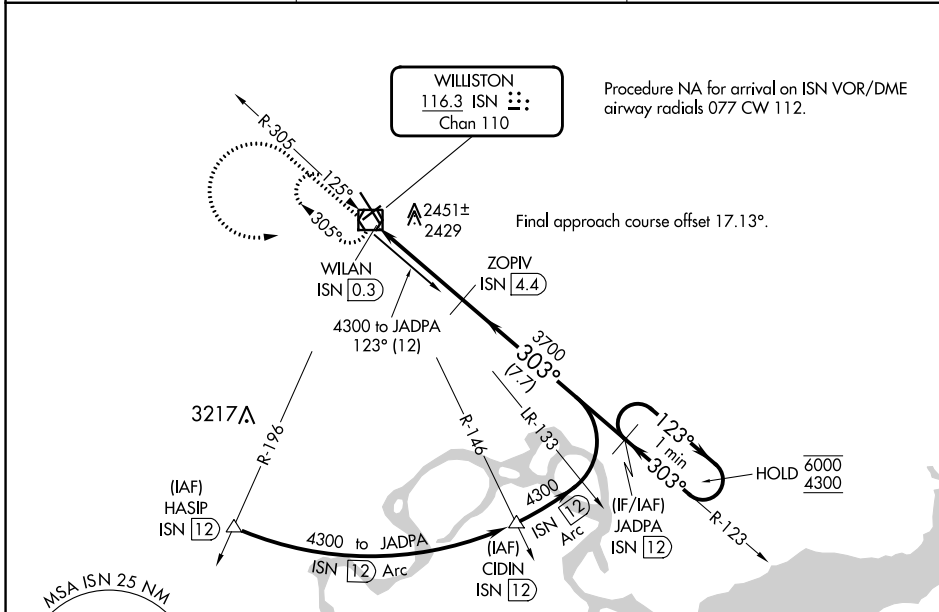 WILLISTON
116.3 ISN
Chan 110
Procedure NA for arrival on ISN VOR/DME
airway radials 077 CW 112.
R-305
125°
305°
2451±
2429
Final approach course offset 17.13°.
WILAN
ISN 0.3
ZOPIV
ISN 4.4
4300 to JADPA
123° (12)
3700
303°
(7.7)
3217
R-196
R-146
LR-133
123°
1 min
303°
HOLD 6000
4300
(IAF)
HASIP
ISN 12
4300 to JADPA
ISN 12 Arc
4300
ISN 12
Arc
(IAF)
CIDIN
ISN 12
(IF/IAF)
JADPA
ISN 12
R-123
MSA ISN 25 NM